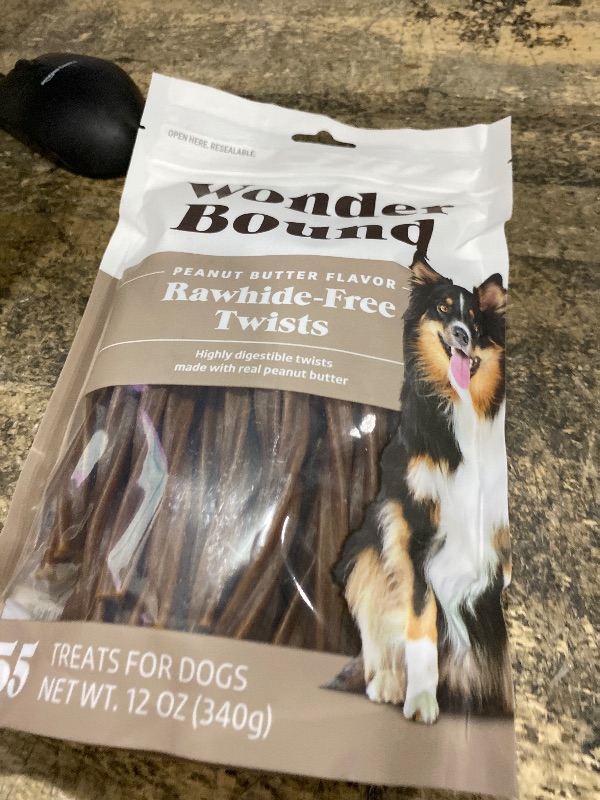 OPEN HERE. RESEALABLE.
Wonder
Bound
PEANUT BUTTER FLAVOR
Rawhide-Free
Twists
Highly digestible twists
made with real peanut butter
55 TREATS FOR DOGS
NET WT. 12 OZ (340g)